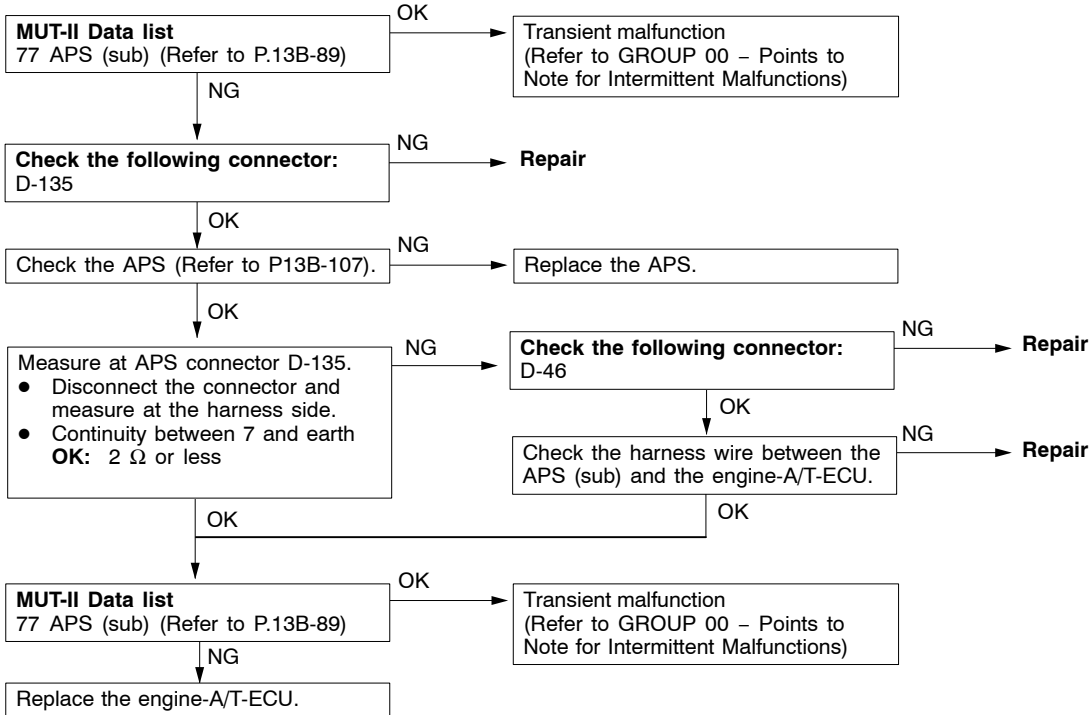 MUT-II Data list
77 APS (sub) (Refer to P.13B-89)
OK
Transient malfunction
(Refer to GROUP 00 – Points to
Note for Intermittent Malfunctions)
NG
Check the following connector:
D-135
NG
Repair
OK
Check the APS (Refer to P13B-107).
NG
Replace the APS.
OK
Measure at APS connector D-135.
● Disconnect the connector and
measure at the harness side.
● Continuity between 7 and earth
OK: 2 Ω or less
NG
Check the following connector:
D-46
NG
Repair
OK
Check the harness wire between the
APS (sub) and the engine-A/T-ECU.
NG
Repair
OK
OK
MUT-II Data list
77 APS (sub) (Refer to P.13B-89)
OK
Transient malfunction
(Refer to GROUP 00 – Points to
Note for Intermittent Malfunctions)
NG
Replace the engine-A/T-ECU.